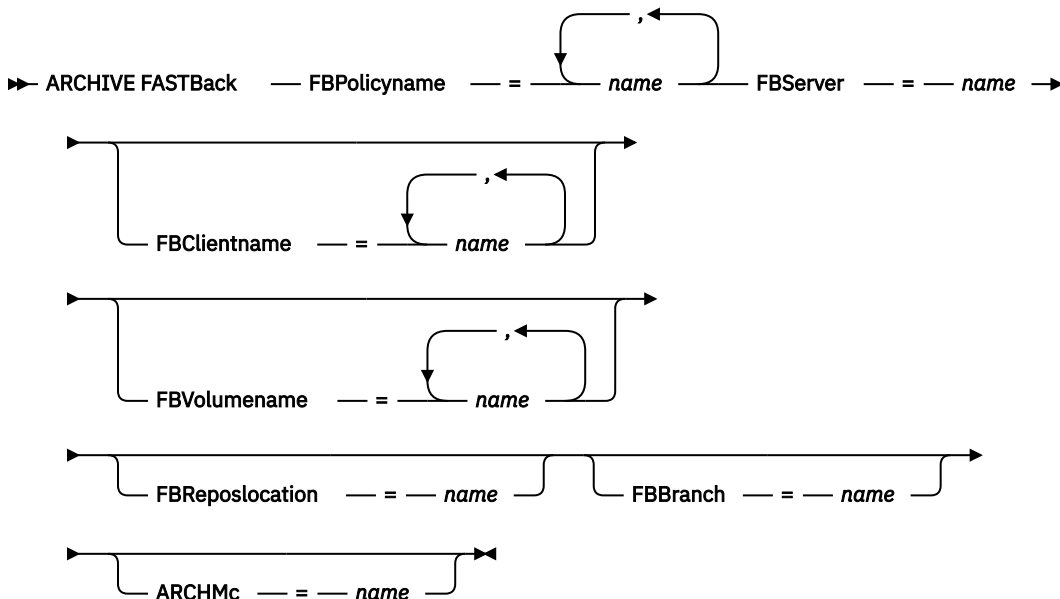 ,
ARCHIVE FASTBack — FBPolicyname — = — name — FBServer — = — name
,
FBClientname — = — name
,
FBVolumename — = — name
FBReposlocation — = — name FBBranch — = — name
ARCHMc — = — name